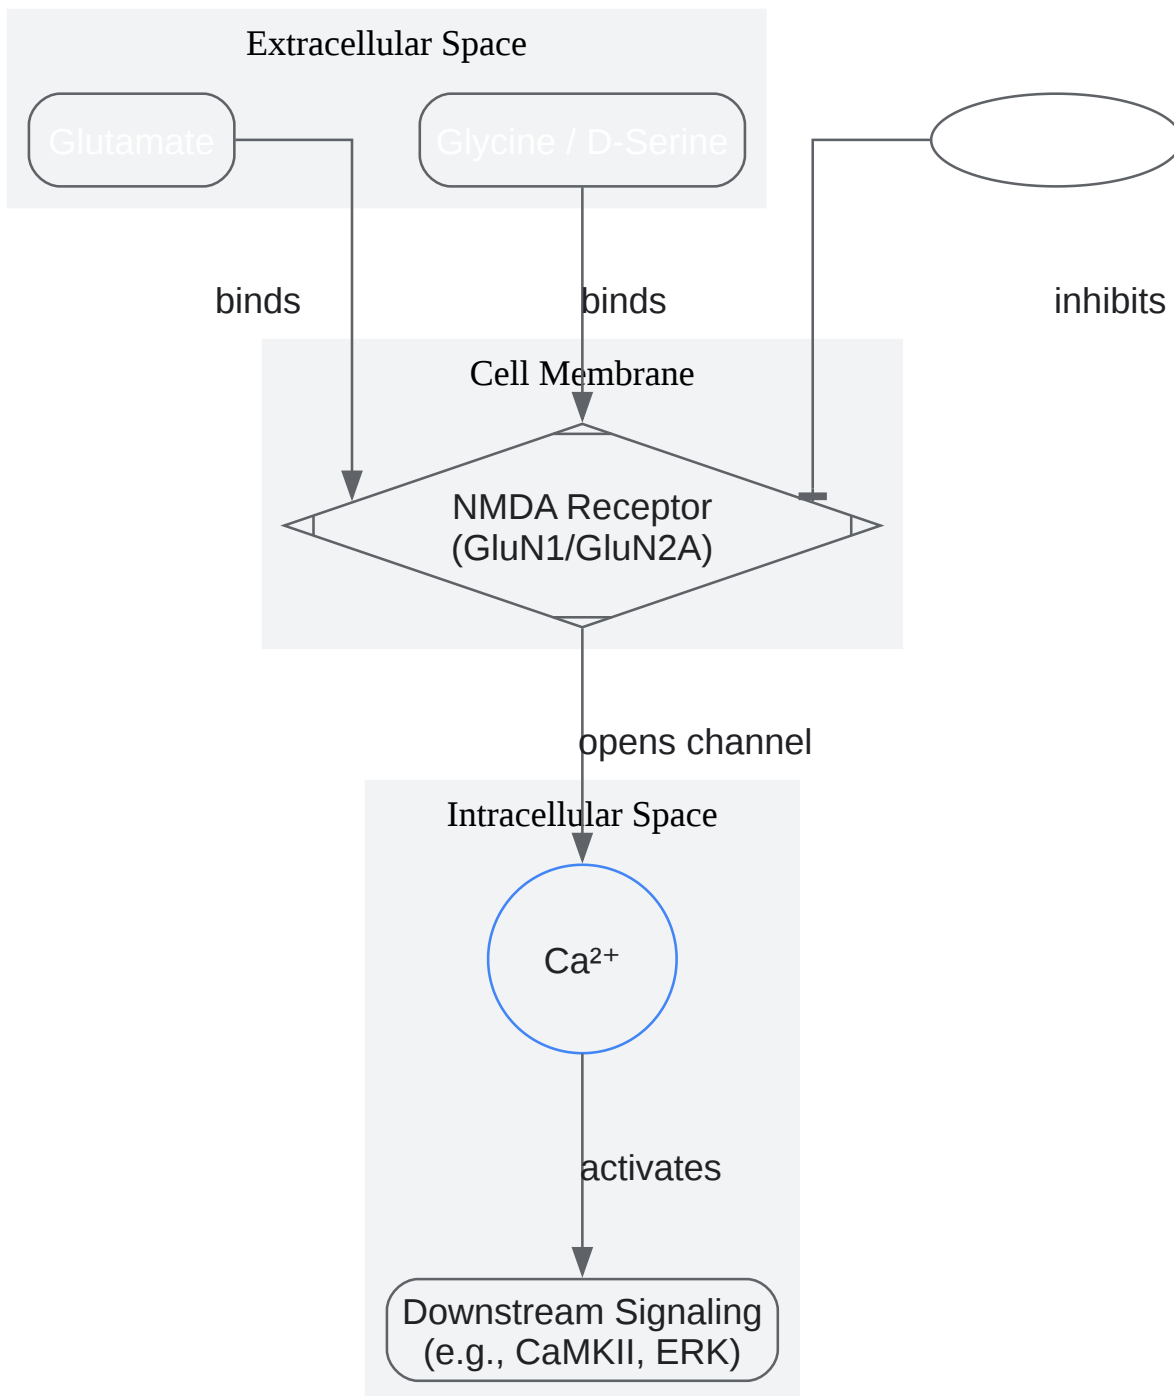 Extracellular Space
Glutamate
Glycine / D-Serine
binds
binds
inhibits
Cell Membrane
NMDA Receptor
(GluN1/GluN2A)
opens channel
Intracellular Space
Ca²⁺
activates
Downstream Signaling
(e.g., CaMKII, ERK)